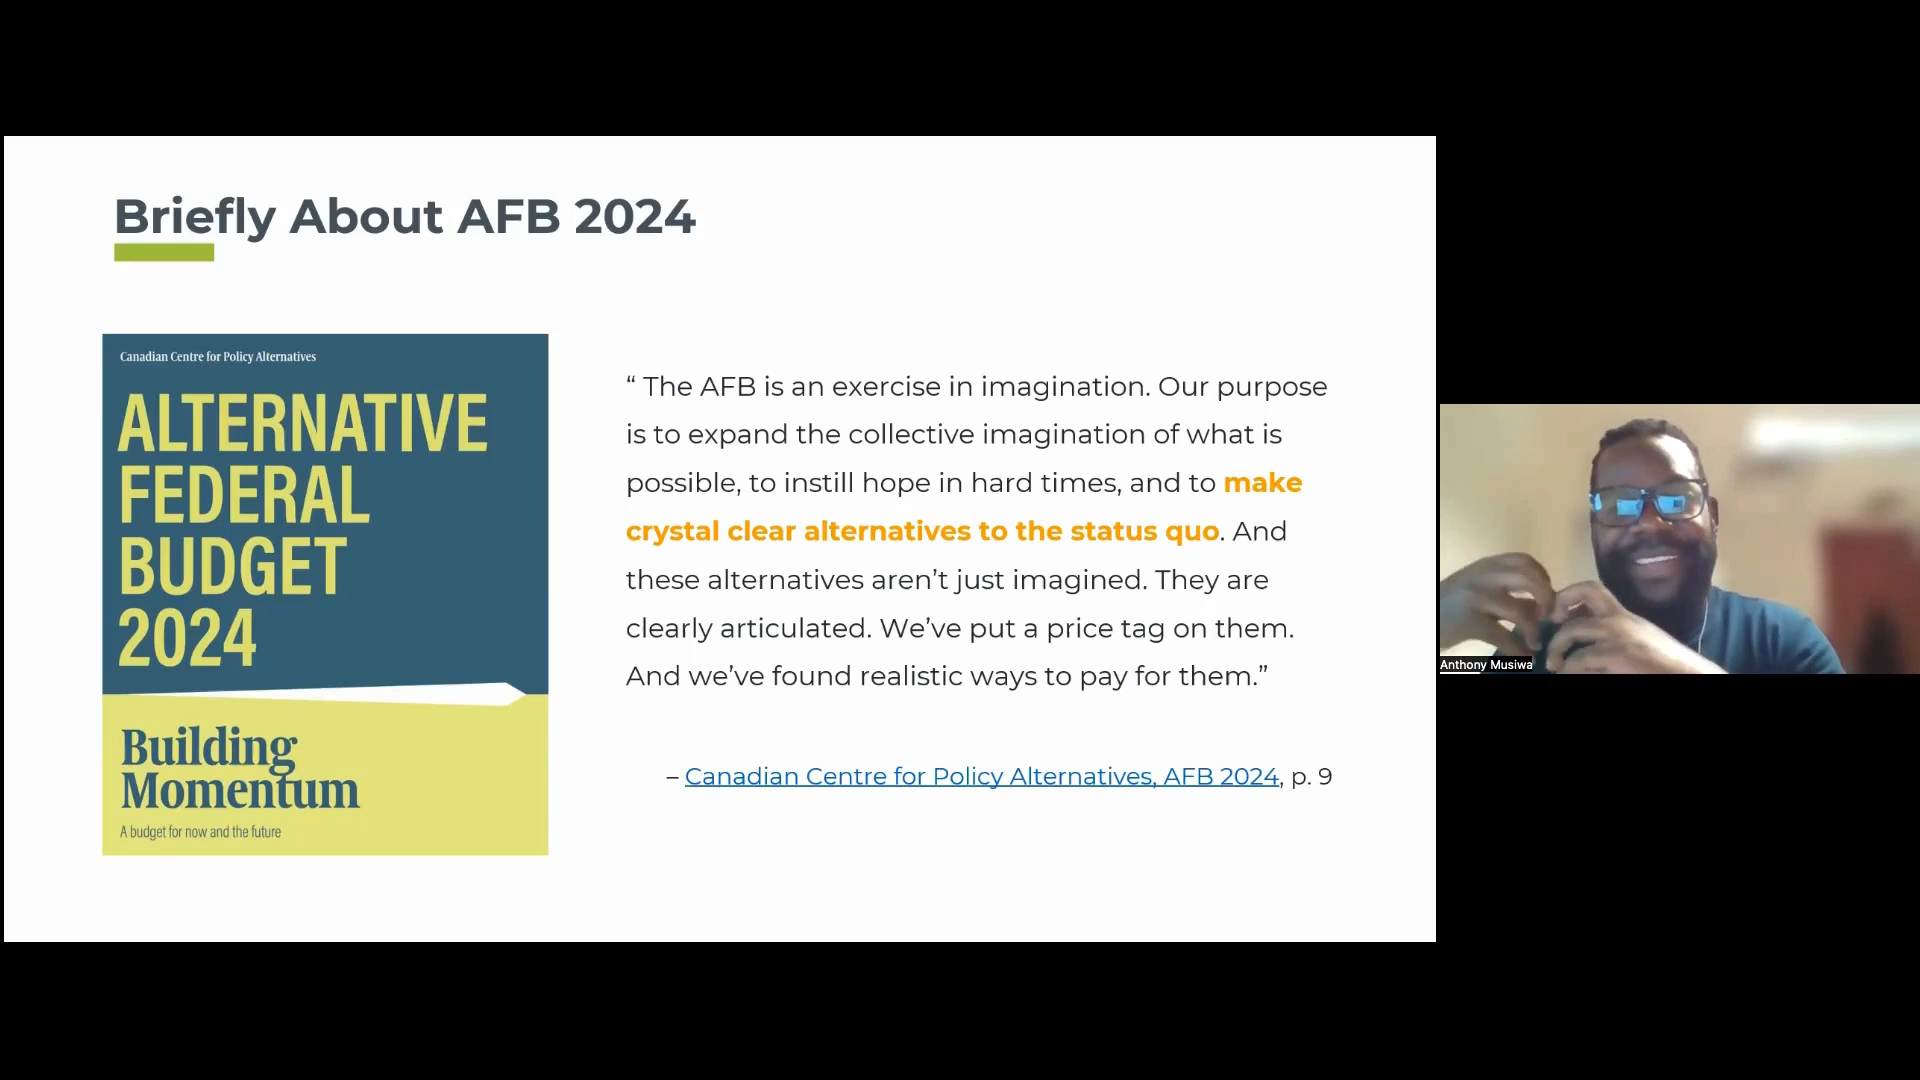 Briefly About AFB 2024
Canadian Centre for Policy Alternatives
ALTERNATIVE
FEDERAL
BUDGET
2024
Building
Momentum
A budget for now and the future
“ The AFB is an exercise in imagination. Our purpose
is to expand the collective imagination of what is
possible, to instill hope in hard times, and to make
crystal clear alternatives to the status quo. And
these alternatives aren’t just imagined. They are
clearly articulated. We’ve put a price tag on them.
And we’ve found realistic ways to pay for them.”
– Canadian Centre for Policy Alternatives, AFB 2024, p. 9
Anthony Musiwa